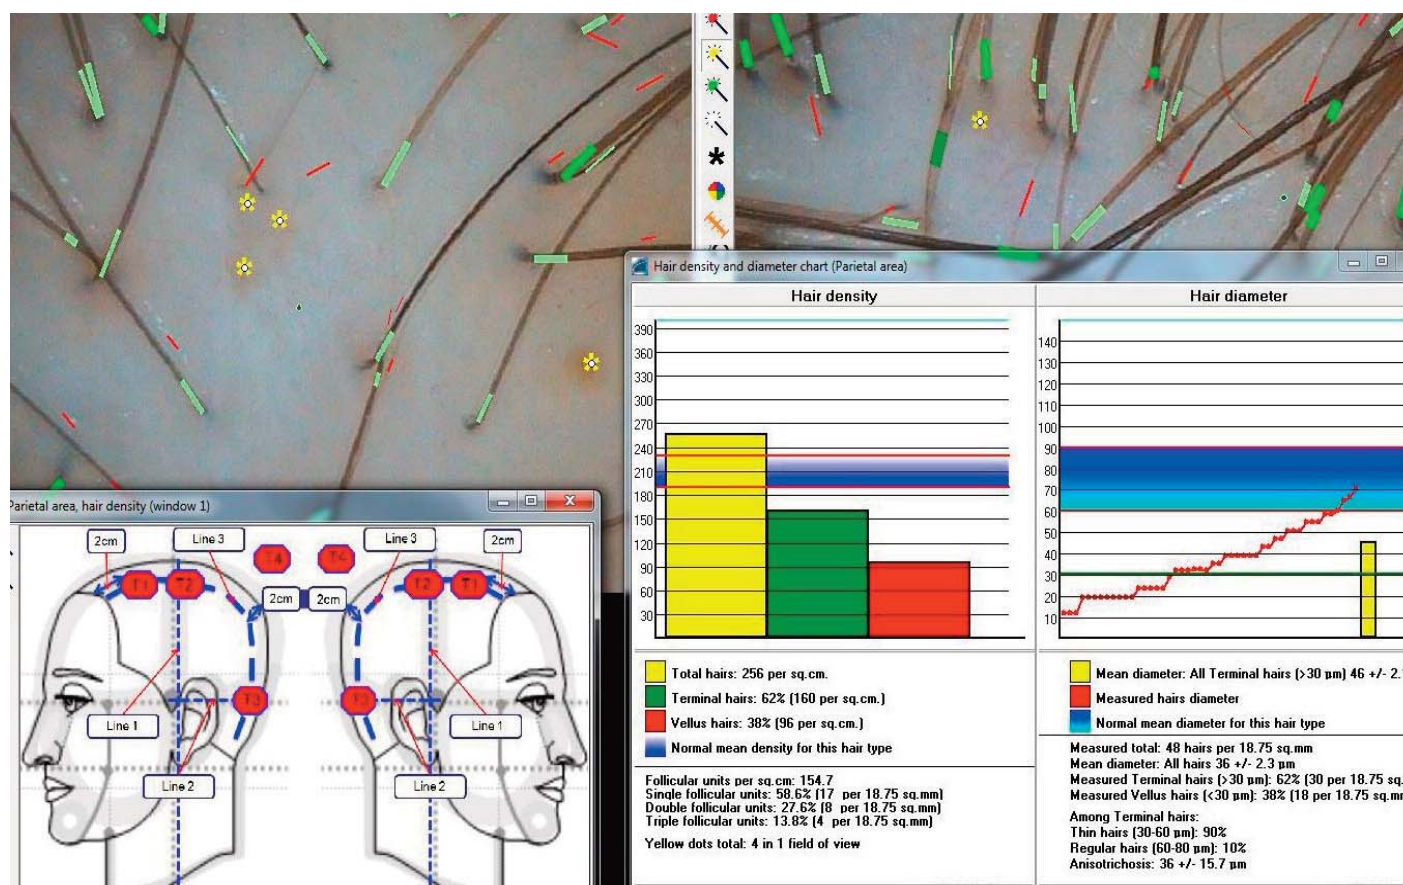 Hair density and diameter chart (Parietal area)
Hair density
390
360
330
300
270
240
210
180
150
120
90
60
30
Total hairs: 256 per sq.cm.
Terminal hairs: 62% (160 per sq.cm.)
Vellus hairs: 38% (96 per sq.cm.)
Normal mean density for this hair type
Follicular units per sq.cm: 154.7
Single follicular units: 58.6% (17 per 18.75 sq.mm)
Double follicular units: 27.6% (8 per 18.75 sq.mm)
Triple follicular units: 13.8% (4 per 18.75 sq.mm)
Yellow dots total: 4 in 1 field of view
Hair diameter
140
130
120
110
100
90
80
70
60
50
40
30
20
10
Mean diameter: All Terminal hairs (>30 µm) 46 +/- 2.
Measured hairs diameter
Normal mean diameter for this hair type
Measured total: 48 hairs per 18.75 sq.mm
Mean diameter: All hairs 36 +/- 2.3 µm
Measured Terminal hairs (>30 µm): 62% (30 per 18.75 sq.
Measured Vellus hairs (<30 µm): 38% (18 per 18.75 sq.mm
Among Terminal hairs:
Thin hairs (30-60 µm): 90%
Regular hairs (60-80 µm): 10%
Anisotrichosis: 36 +/- 15.7 µm
Parietal area, hair density (window 1)
2cm
Line 3
T4
T4
Line 3
2cm
T1
T2
2cm
2cm
T2
T1
T3
T3
Line 1
Line 1
Line 2
Line 2